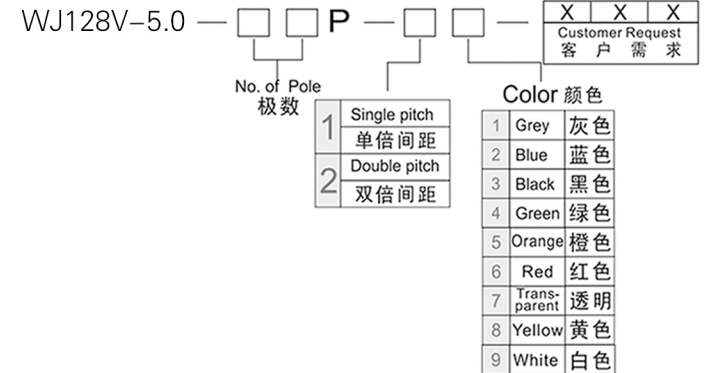 WJ128V-5.0 — □ □ P — □ □ — X X X
Customer Request
客 户 需 求
No. of Pole
极数
1 Single pitch
单倍间距
2 Double pitch
双倍间距
Color 颜色
1 Grey 灰色
2 Blue 蓝色
3 Black 黑色
4 Green 绿色
5 Orange 橙色
6 Red 红色
7 Trans-
parent 透明
8 Yellow 黄色
9 White 白色